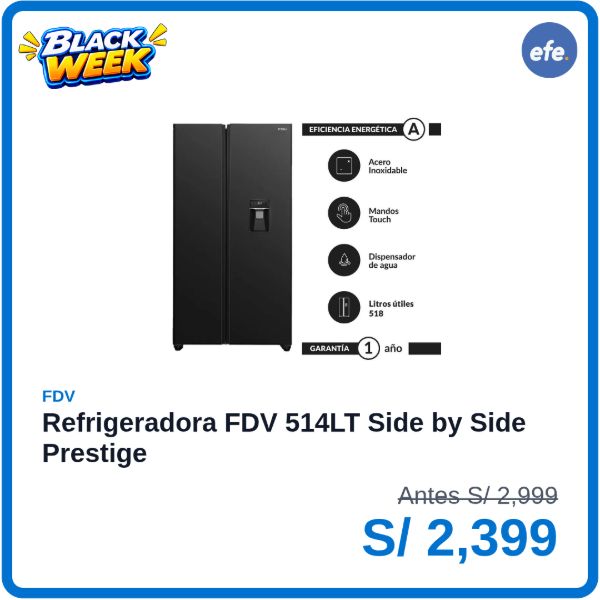 BLACK
WEEK
efe.
EFICIENCIA ENERGÉTICA A
Acero
Inoxidable
Mandos
Touch
Dispensador
de agua
Litros útiles
518
GARANTÍA 1 año
FDV
Refrigeradora FDV 514LT Side by Side
Prestige
Antes S/ 2,999
S/ 2,399